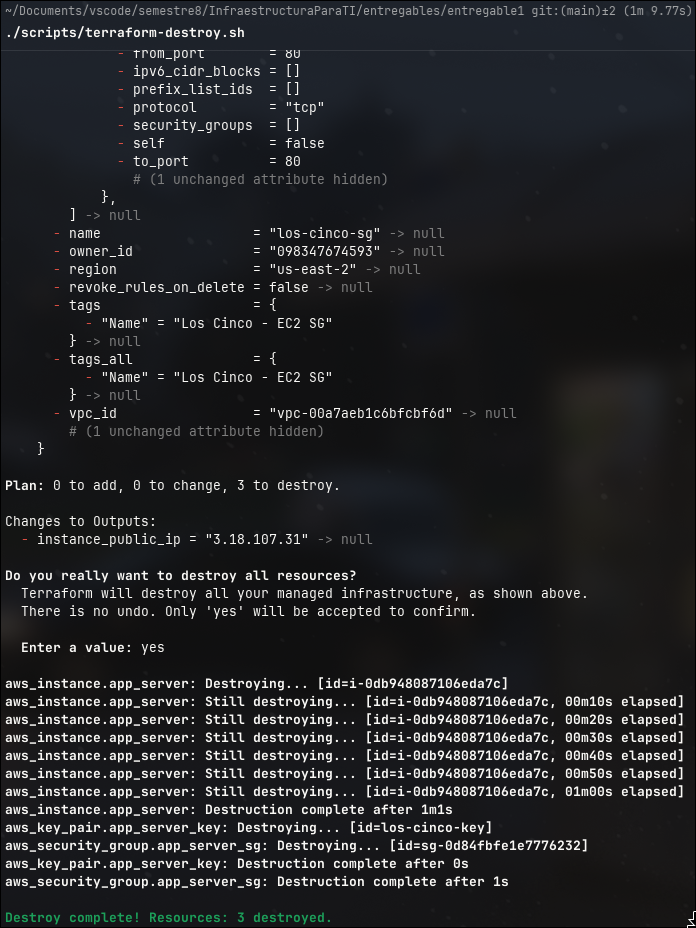 ~/Documents/vscode/semestre8/InfraestructuraParaTI/entregables/entregable1 git:(main)±2 (1m 9.77s)
./scripts/terraform-destroy.sh
- from_port = 80
- ipv6_cidr_blocks = []
- prefix_list_ids = []
- protocol = "tcp"
- security_groups = []
- self = false
- to_port = 80
# (1 unchanged attribute hidden)
},
] -> null
- name = "los-cinco-sg" -> null
- owner_id = "098347674593" -> null
- region = "us-east-2" -> null
- revoke_rules_on_delete = false -> null
- tags = {
- "Name" = "Los Cinco - EC2 SG"
} -> null
- tags_all = {
- "Name" = "Los Cinco - EC2 SG"
} -> null
- vpc_id = "vpc-00a7aeb1c6bfcbf6d" -> null
# (1 unchanged attribute hidden)
}
Plan: 0 to add, 0 to change, 3 to destroy.
Changes to Outputs:
- instance_public_ip = "3.18.107.31" -> null
Do you really want to destroy all resources?
Terraform will destroy all your managed infrastructure, as shown above.
There is no undo. Only 'yes' will be accepted to confirm.
Enter a value: yes
aws_instance.app_server: Destroying... [id=i-0db948087106eda7c]
aws_instance.app_server: Still destroying... [id=i-0db948087106eda7c, 00m10s elapsed]
aws_instance.app_server: Still destroying... [id=i-0db948087106eda7c, 00m20s elapsed]
aws_instance.app_server: Still destroying... [id=i-0db948087106eda7c, 00m30s elapsed]
aws_instance.app_server: Still destroying... [id=i-0db948087106eda7c, 00m40s elapsed]
aws_instance.app_server: Still destroying... [id=i-0db948087106eda7c, 00m50s elapsed]
aws_instance.app_server: Still destroying... [id=i-0db948087106eda7c, 01m00s elapsed]
aws_instance.app_server: Destruction complete after 1m1s
aws_key_pair.app_server_key: Destroying... [id=los-cinco-key]
aws_security_group.app_server_sg: Destroying... [id=sg-0d84fbfe1e7776232]
aws_key_pair.app_server_key: Destruction complete after 0s
aws_security_group.app_server_sg: Destruction complete after 1s
Destroy complete! Resources: 3 destroyed.